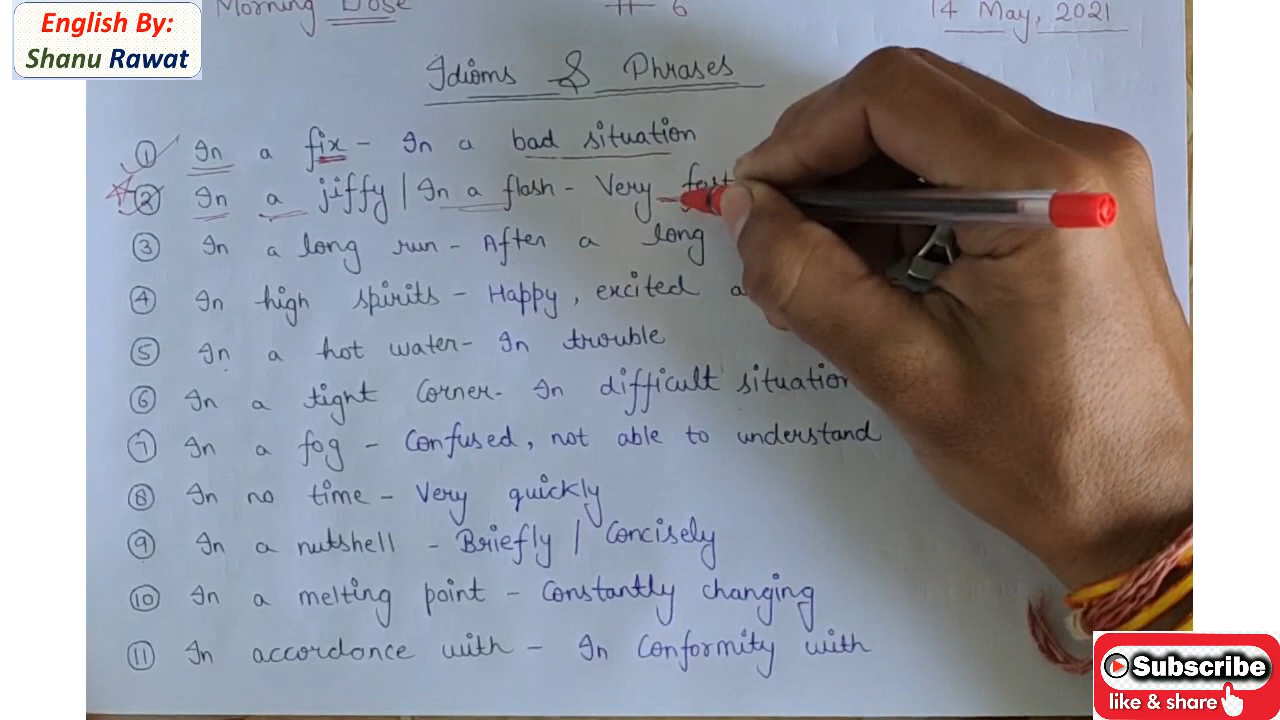 English By:
Shanu Rawat
Morning Dose # 6 14 May, 2021
Idioms & Phrases
① In a fix - In a bad situation
② In a jiffy | In a flash - Very fast
③ In a long run - After a long
④ In high spirits - Happy, excited
⑤ In a hot water - In trouble
⑥ In a tight corner - In difficult situation
⑦ In a fog - Confused, not able to understand
⑧ In no time - Very quickly
⑨ In a nutshell - Briefly | Concisely
⑩ In a melting point - Constantly changing
⑪ In accordance with - In Conformity with
Subscribe
like & share